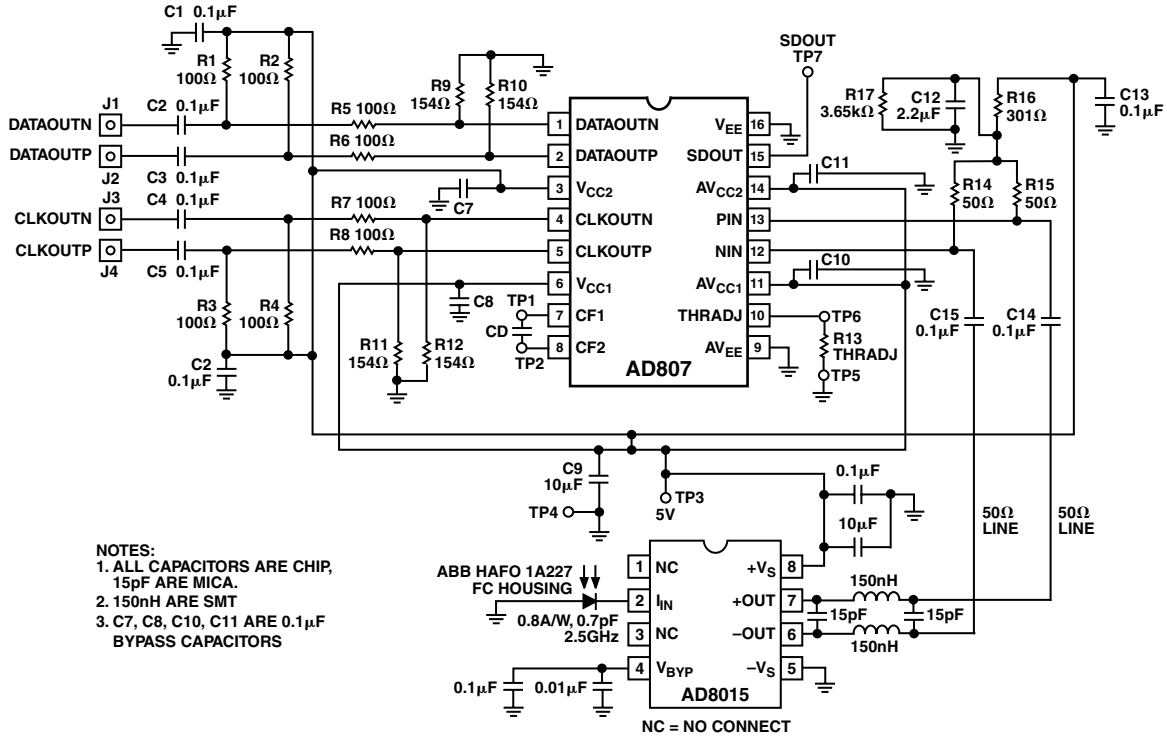 C1 0.1μF
R1
100Ω
R2
100Ω
R9
154Ω
R10
154Ω
SDOUT
TP7
R17
3.65kΩ
C12
2.2μF
R16
301Ω
C13
0.1μF
J1
DATAOUTN
C2 0.1μF
R5 100Ω
1 DATAOUTN
VEE 16
R6 100Ω
DATAOUTP
2 DATAOUTP
SDOUT 15
J2
C3 0.1μF
C11
3 VCC2
AVCC2 14
C7
R14
50Ω
R15
50Ω
J3
C4 0.1μF
R7 100Ω
CLKOUTN
4 CLKOUTN
PIN 13
R8 100Ω
CLKOUTP
5 CLKOUTP
NIN 12
J4
C5 0.1μF
C10
6 VCC1
AVCC1 11
C8
R3
100Ω
R4
100Ω
TP1
7 CF1
THRADJ 10
TP6
CD
R13
THRADJ
C15
0.1μF
C14
0.1μF
8 CF2
AVEE 9
TP2
R11
154Ω
R12
154Ω
AD807
TP5
C2
0.1μF
C9
10μF
TP4
TP3
5V
0.1μF
10μF
50Ω
LINE
50Ω
LINE
NOTES:
1. ALL CAPACITORS ARE CHIP,
15pF ARE MICA.
2. 150nH ARE SMT
3. C7, C8, C10, C11 ARE 0.1μF
BYPASS CAPACITORS
ABB HAFO 1A227
FC HOUSING
0.8A/W, 0.7pF
2.5GHz
1 NC
+VS 8
2 IIN
+OUT 7
150nH
15pF
15pF
3 NC
–OUT 6
150nH
4 VBYP
–VS 5
0.1μF
0.01μF
AD8015
NC = NO CONNECT